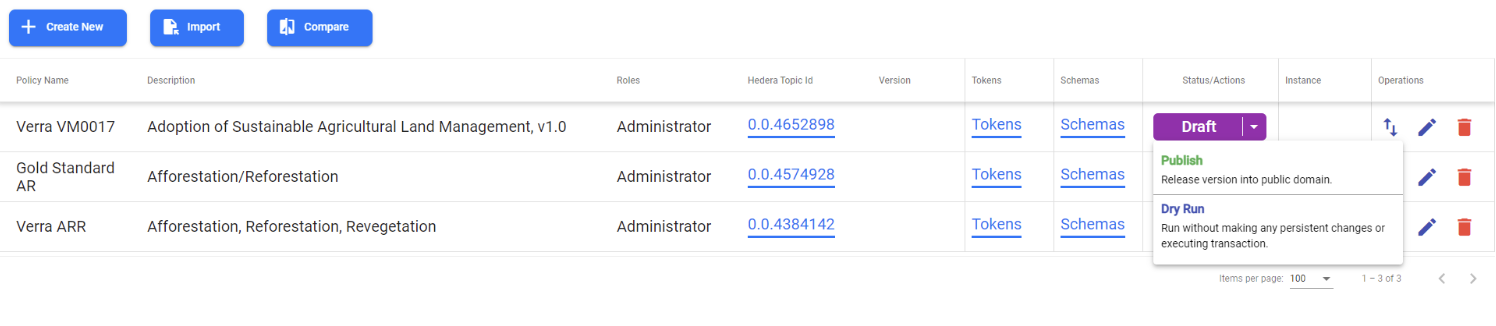 Create New Import Compare
Policy Name Description Roles Hedera Topic Id Version Tokens Schemas Status/Actions Instance Operations
Verra VM0017 Adoption of Sustainable Agricultural Land Management, v1.0 Administrator 0.0.4652898 Tokens Schemas Draft
Publish
Release version into public domain.
Gold Standard
AR Afforestation/Reforestation Administrator 0.0.4574928 Tokens Schemas
Dry Run
Run without making any persistent changes or
executing transaction.
Verra ARR Afforestation, Reforestation, Revegetation Administrator 0.0.4384142 Tokens Schemas
Items per page: 100 1 – 3 of 3